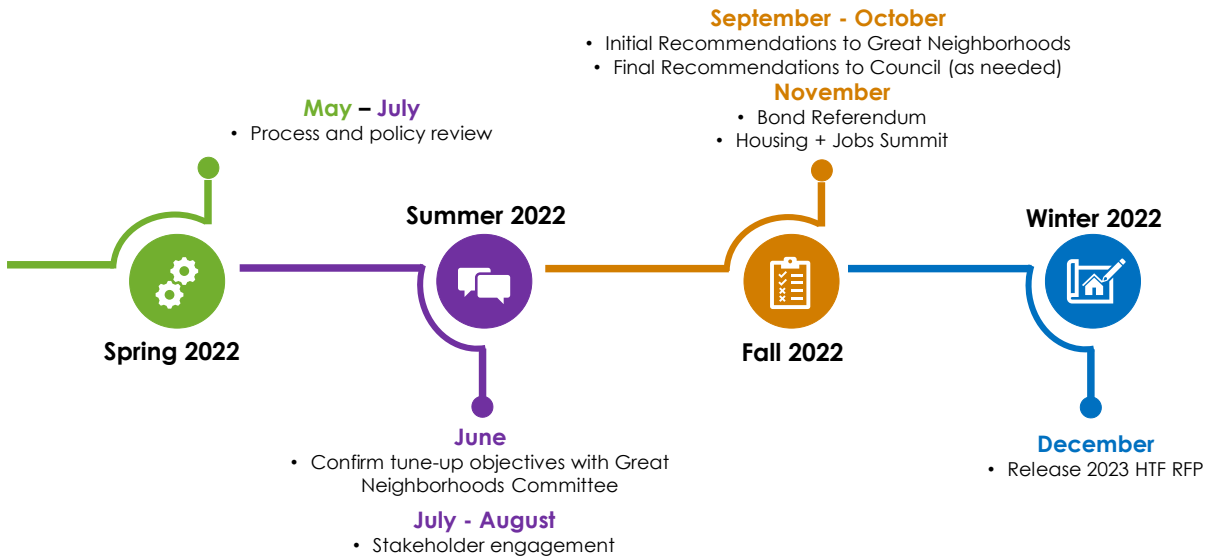 May – July
• Process and policy review
Spring 2022
Summer 2022
June
• Confirm tune-up objectives with Great
Neighborhoods Committee
July - August
• Stakeholder engagement
September - October
• Initial Recommendations to Great Neighborhoods
• Final Recommendations to Council (as needed)
November
• Bond Referendum
• Housing + Jobs Summit
Fall 2022
Winter 2022
December
• Release 2023 HTF RFP